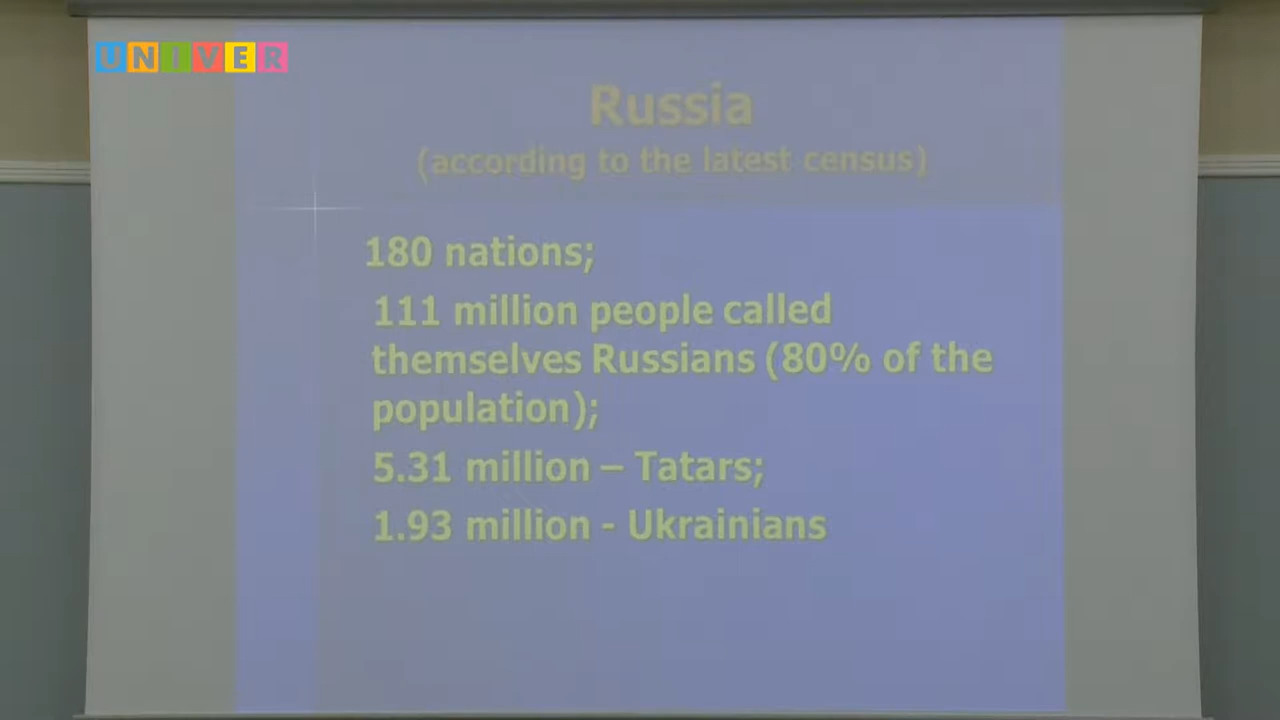 UNIVER
Russia
(according to the latest census)
180 nations;
111 million people called
themselves Russians (80% of the
population);
5.31 million – Tatars;
1.93 million - Ukrainians